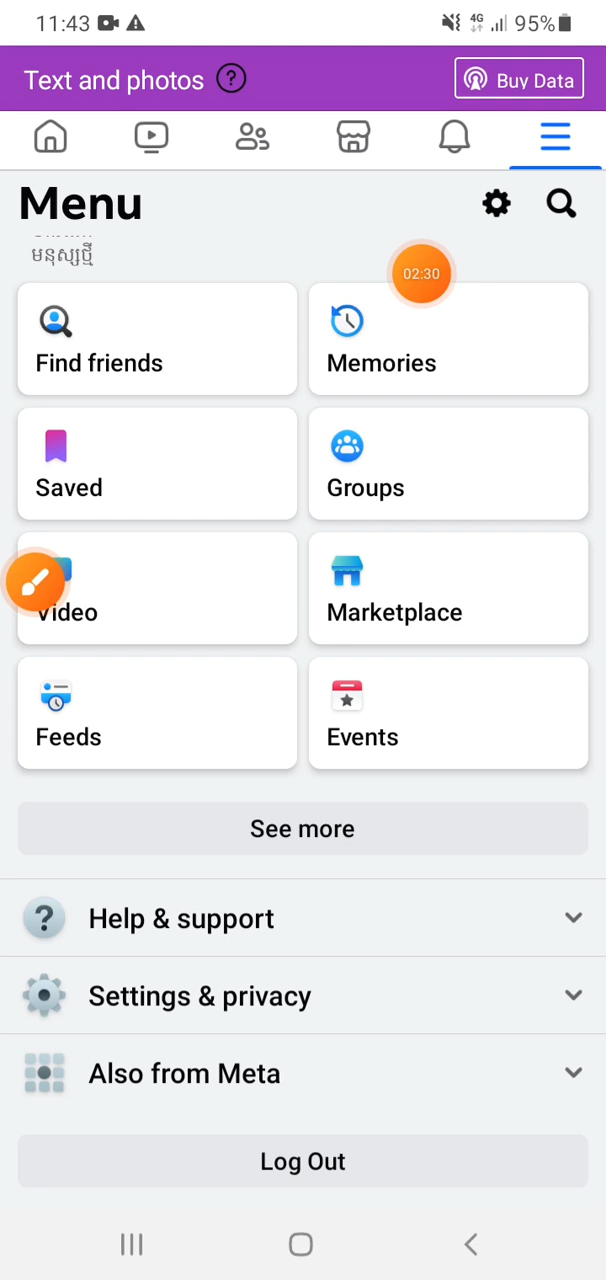 11:43
4G
95%
Text and photos ?
Buy Data
Menu
មនុស្សថ្មី
02:30
Find friends
Memories
Saved
Groups
Video
Marketplace
Feeds
Events
See more
? Help & support
Settings & privacy
Also from Meta
Log Out